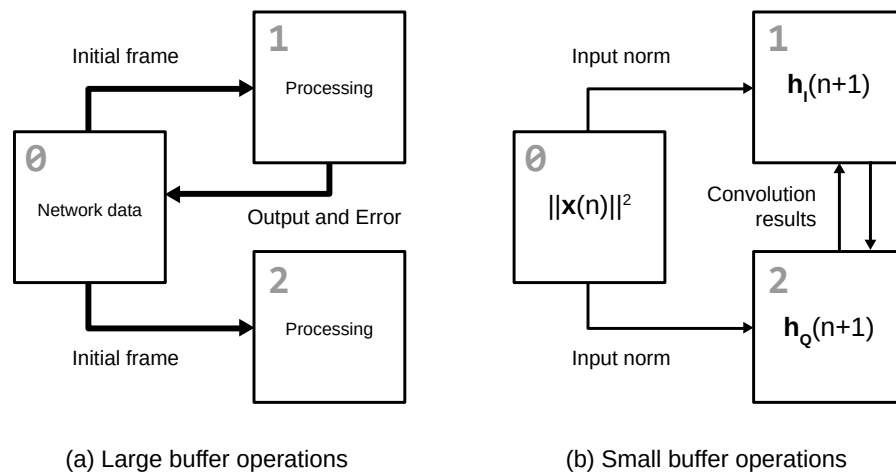 Initial frame
1
Processing
0
Network data
Output and Error
2
Processing
Initial frame
(a) Large buffer operations
Input norm
1
h_I(n+1)
0
||x(n)||²
Convolution
results
2
h_Q(n+1)
Input norm
(b) Small buffer operations